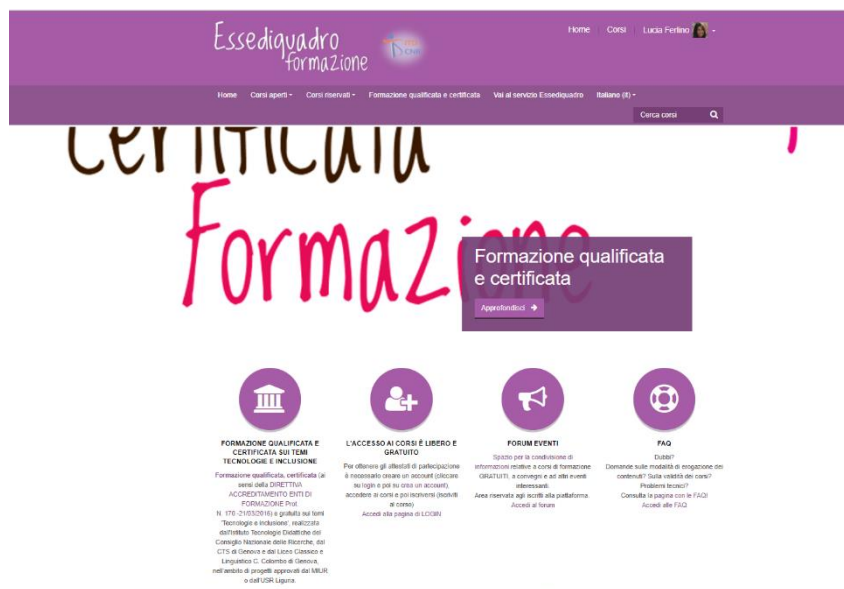 Essediquadro
formazione
Home Corsi Lucia Ferlino
Home Corsi aperti Corsi riservati Formazione qualificata e certificata Vai al servizio Essediquadro Italiano (it)
Cerca corsi
Certificata
Formazione
Formazione qualificata
e certificata
Approfondisci
FORMAZIONE QUALIFICATA E
CERTIFICATA SUI TEMI
TECNOLOGIE E INCLUSIONE
Formazione qualificata, certificata (ai
sensi della DIRETTIVA
ACCREDITAMENTO ENTI DI
FORMAZIONE Prot.
N. 170 -21/03/2016) e gratuita sui temi
'Tecnologie e inclusione', realizzata
dall'Istituto Tecnologie Didattiche del
Consiglio Nazionale delle Ricerche, dal
CTS di Genova e dal Liceo Classico e
Linguistico C. Colombo di Genova,
nell'ambito di progetti approvati dal MIUR
o dall'USR Liguria.
L'ACCESSO AI CORSI È LIBERO E
GRATUITO
Per ottenere gli attestati di partecipazione
è necessario creare un account (cliccare
su login e poi su crea un account),
accedere ai corsi e poi iscriversi (iscriviti
al corso)
Accedi alla pagina di LOGIN
FORUM EVENTI
Spazio per la condivisione di
informazioni relative a corsi di formazione
GRATUITI, a convegni e ad altri eventi
interessanti.
Area riservata agli iscritti alla piattaforma
Accedi al forum
FAQ
Dubbi?
Domande sulle modalità di erogazione dei
contenuti? Sulla validità dei corsi?
Problemi tecnici?
Consulta la pagina con le FAQ!
Accedi alle FAQ